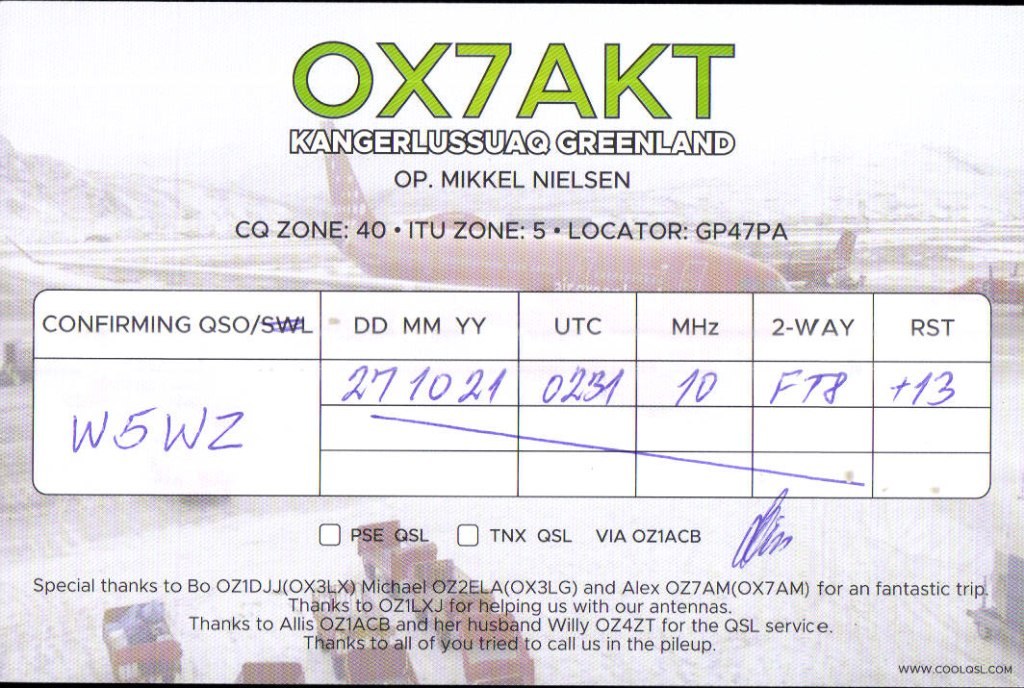 OX7AKT
KANGERLUSSUAQ GREENLAND
OP. MIKKEL NIELSEN
CQ ZONE: 40 • ITU ZONE: 5 • LOCATOR: GP47PA
CONFIRMING QSO/SWL DD MM YY UTC MHz 2-WAY RST
W5WZ 27 10 21 0231 10 FT8 +13
PSE QSL TNX QSL VIA OZ1ACB
Special thanks to Bo OZ1DJJ(OX3LX) Michael OZ2ELA(OX3LG) and Alex OZ7AM(OX7AM) for an fantastic trip.
Thanks to OZ1LXJ for helping us with our antennas.
Thanks to Allis OZ1ACB and her husband Willy OZ4ZT for the QSL service.
Thanks to all of you tried to call us in the pileup.
WWW.COOLQSL.COM